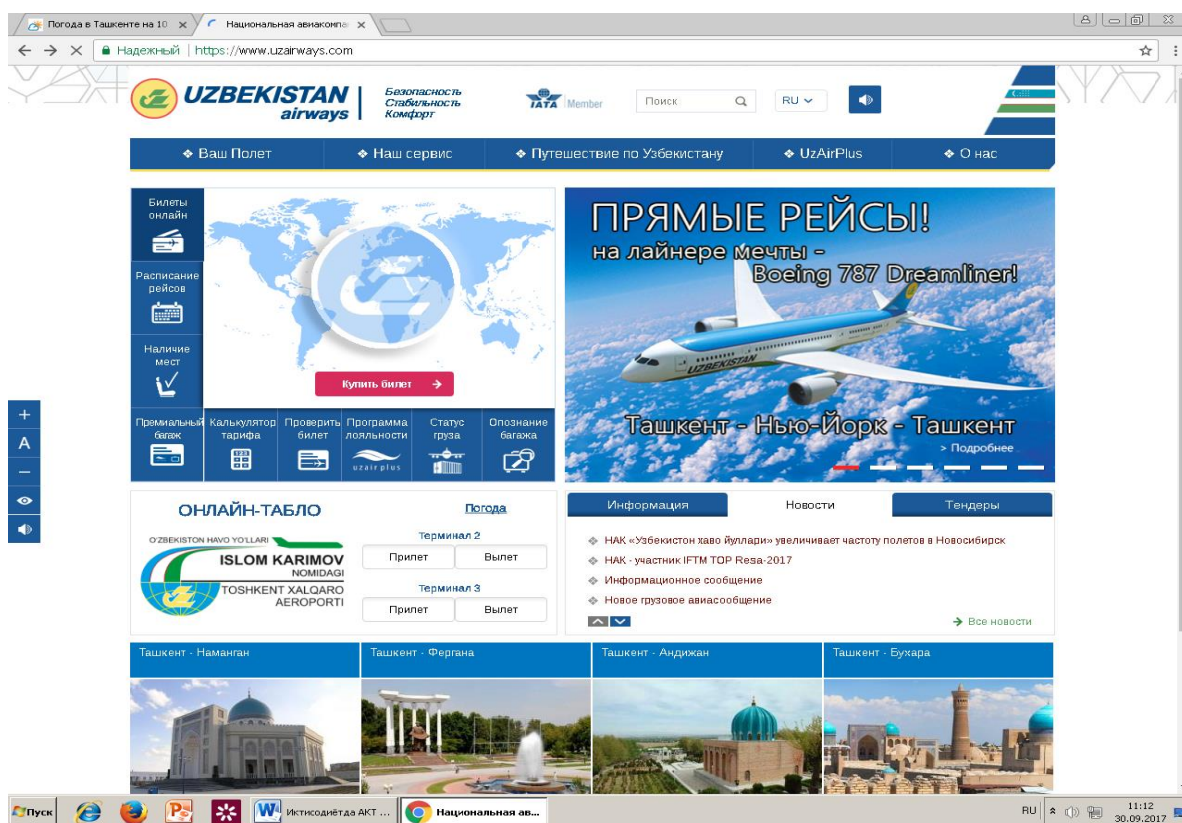 Погода в Ташкенте на 10
Национальная авиакомпа
Надежный
https://www.uzairways.com
UZBEKISTAN
airways
Безопасность
Стабильность
Комфорт
IATA Member
Поиск
RU
Ваш Полет
Наш сервис
Путешествие по Узбекистану
UzAirPlus
О нас
Билеты
онлайн
Расписание
рейсов
Наличие
мест
Купить билет
Премиальный
багаж
Калькулятор
тарифа
Проверить
билет
Программа
лояльности
uzairplus
Статус
груза
Опознание
багажа
ПРЯМЫЕ РЕЙСЫ!
на лайнере мечты -
Boeing 787 Dreamliner!
UZBEKISTAN
Ташкент - Нью-Йорк - Ташкент
> Подробнее
A
ОНЛАЙН-ТАБЛО
Погода
O'ZBEKISTON HAVO YO'LLARI
ISLOM KARIMOV
NOMIDAGI
TOSHKENT XALQARO
AEROPORTI
Терминал 2
Прилет
Вылет
Терминал 3
Прилет
Вылет
Информация
Новости
Тендеры
НАК «Узбекистон хаво йуллари» увеличивает частоту полетов в Новосибирск
НАК - участник IFTM TOP Resa-2017
Информационное сообщение
Новое грузовое авиасообщение
Все новости
Ташкент - Наманган
Ташкент - Фергана
Ташкент - Андижан
Ташкент - Бухара
Пуск
Иктисодиётда АКТ ...
Национальная ав...
RU
11:12
30.09.2017